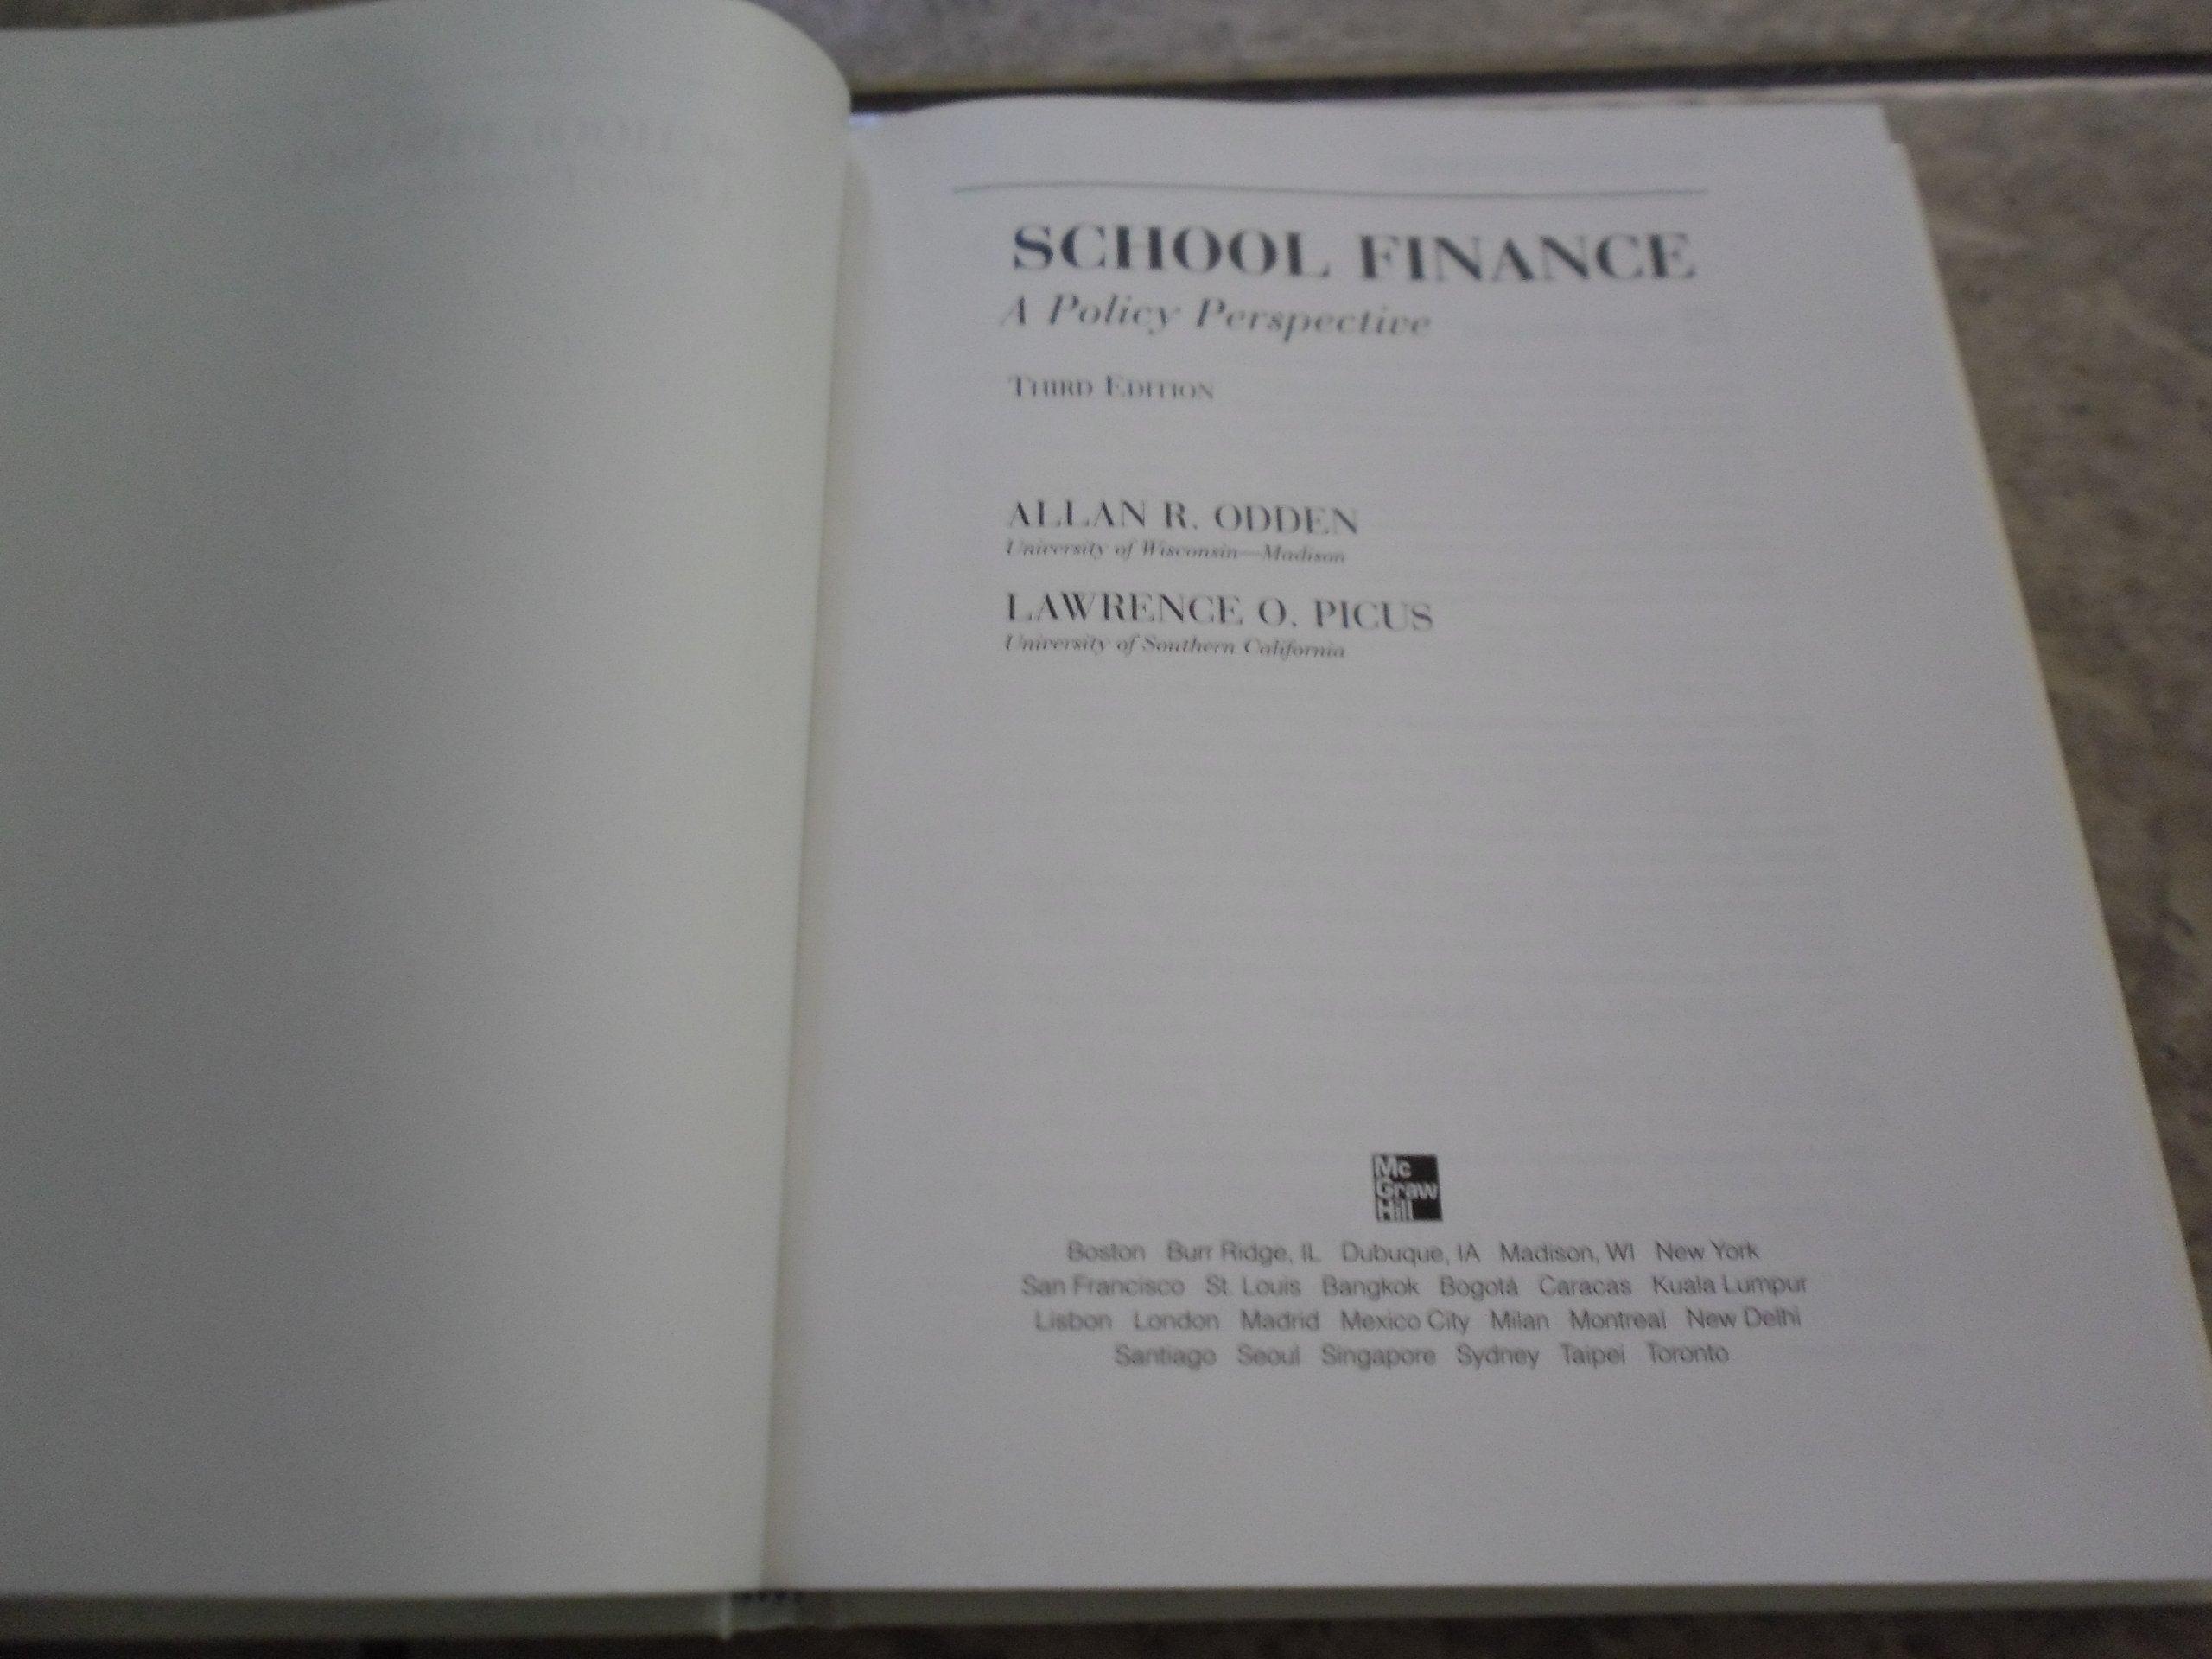 SCHOOL FINANCE
A Policy Perspective
THIRD EDITION
ALLAN R. ODDEN
University of Wisconsin—Madison
LAWRENCE O. PICUS
University of Southern California
Mc
Graw
Hill
Boston Burr Ridge, IL Dubuque, IA Madison, WI New York
San Francisco St. Louis Bangkok Bogotá Caracas Kuala Lumpur
Lisbon London Madrid Mexico City Milan Montreal New Delhi
Santiago Seoul Singapore Sydney Taipei Toronto